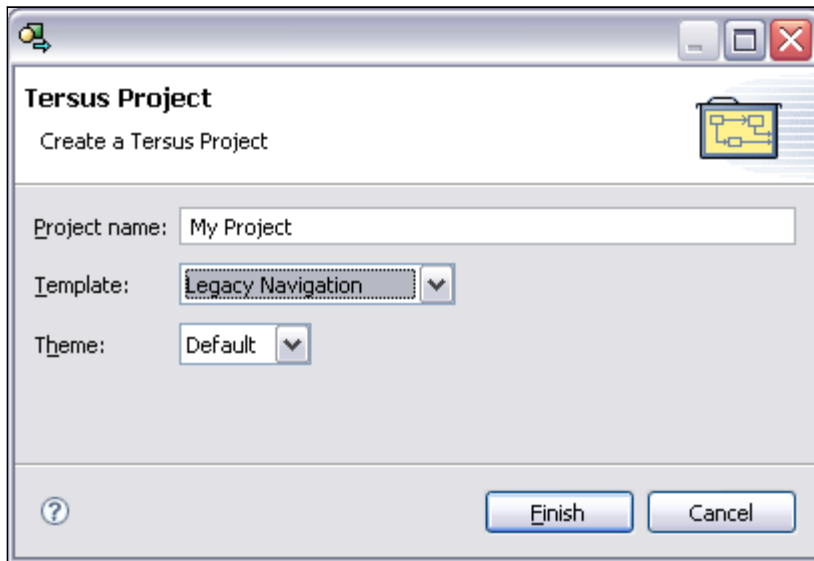 Tersus Project
Create a Tersus Project
Project name: My Project
Template: Legacy Navigation
Theme: Default
? Finish Cancel